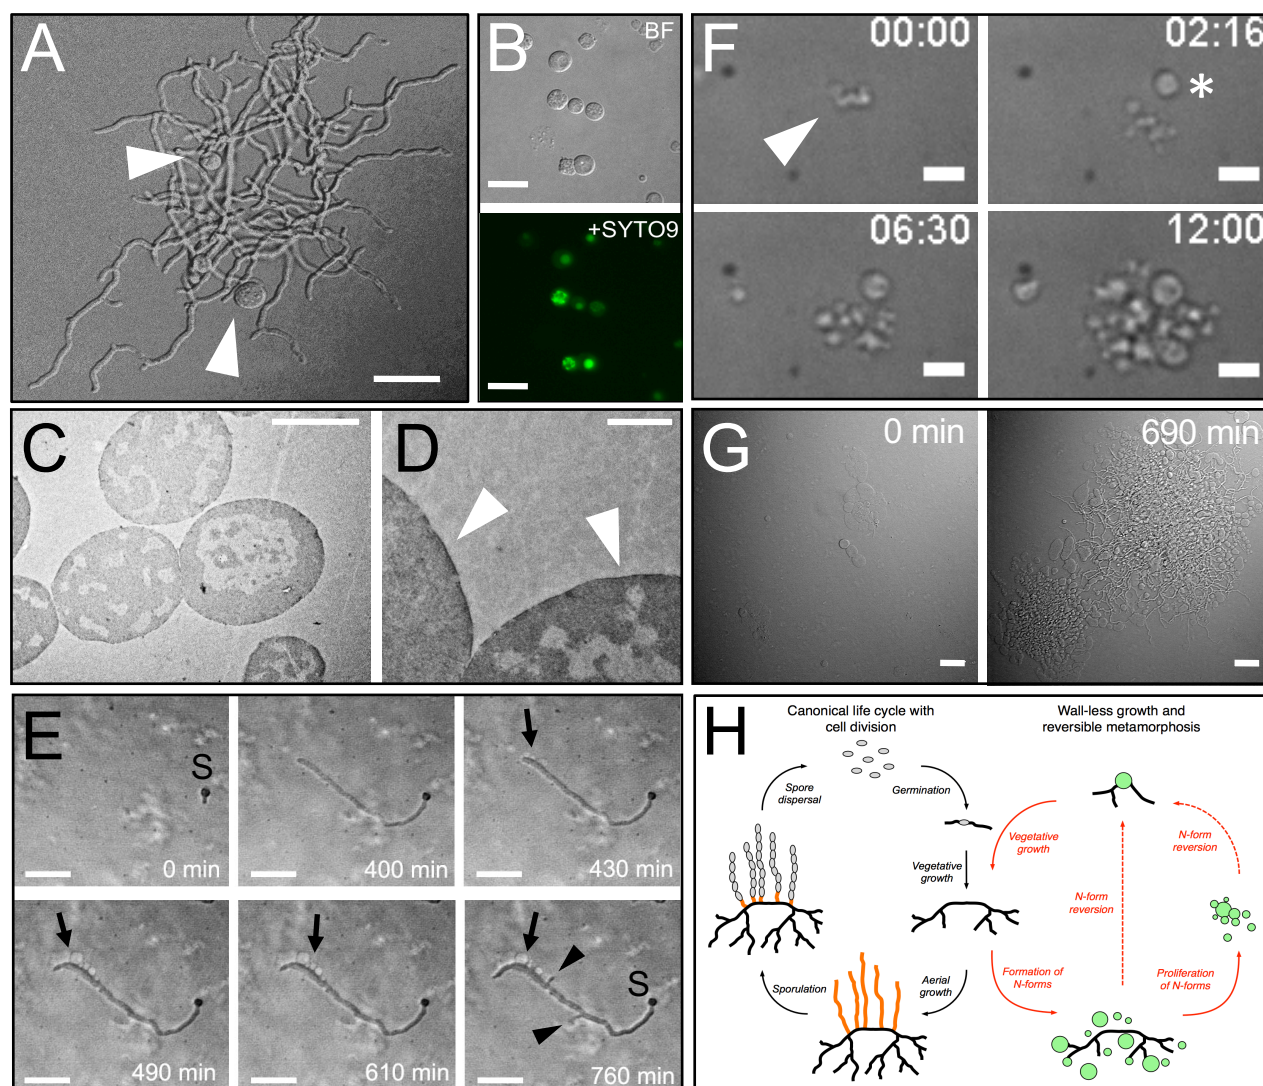 A
B
BF
+SYTO9
F
00:00
02:16
*
06:30
12:00
C
D
G
0 min
690 min
E
S
0 min
400 min
430 min
490 min
610 min
S
760 min
H
Canonical life cycle with
cell division
Wall-less growth and
reversible metamorphosis
Spore
dispersal
Germination
Vegetative
growth
Aerial
growth
Sporulation
Vegetative
growth
N-form
reversion
N-form
reversion
Formation of
N-forms
Proliferation
of N-forms